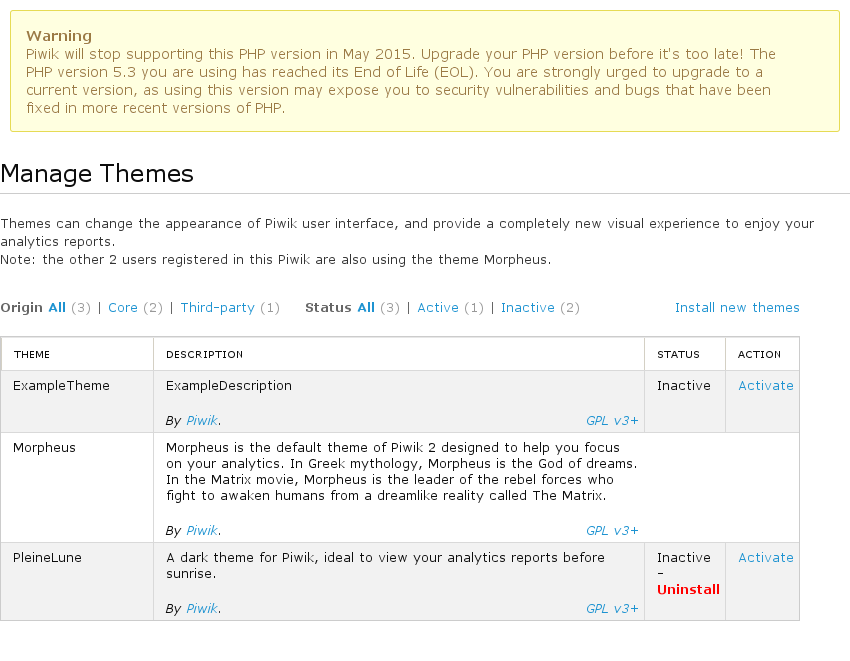 Warning
Piwik will stop supporting this PHP version in May 2015. Upgrade your PHP version before it's too late! The
PHP version 5.3 you are using has reached its End of Life (EOL). You are strongly urged to upgrade to a
current version, as using this version may expose you to security vulnerabilities and bugs that have been
fixed in more recent versions of PHP.
Manage Themes
Themes can change the appearance of Piwik user interface, and provide a completely new visual experience to enjoy your
analytics reports.
Note: the other 2 users registered in this Piwik are also using the theme Morpheus.
Origin All (3) | Core (2) | Third-party (1) Status All (3) | Active (1) | Inactive (2) Install new themes
THEME DESCRIPTION STATUS ACTION
ExampleTheme ExampleDescription Inactive Activate
By Piwik. GPL v3+
Morpheus Morpheus is the default theme of Piwik 2 designed to help you focus
on your analytics. In Greek mythology, Morpheus is the God of dreams.
In the Matrix movie, Morpheus is the leader of the rebel forces who
fight to awaken humans from a dreamlike reality called The Matrix.
By Piwik. GPL v3+
PleineLune A dark theme for Piwik, ideal to view your analytics reports before Inactive Activate
sunrise. -
Uninstall
By Piwik. GPL v3+